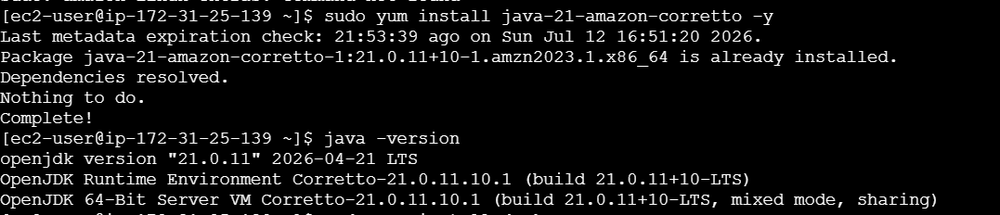 [ec2-user@ip-172-31-25-139 ~]$ sudo yum install java-21-amazon-corretto -y
Last metadata expiration check: 21:53:39 ago on Sun Jul 12 16:51:20 2026.
Package java-21-amazon-corretto-1:21.0.11+10-1.amzn2023.1.x86_64 is already installed.
Dependencies resolved.
Nothing to do.
Complete!
[ec2-user@ip-172-31-25-139 ~]$ java -version
openjdk version "21.0.11" 2026-04-21 LTS
OpenJDK Runtime Environment Corretto-21.0.11.10.1 (build 21.0.11+10-LTS)
OpenJDK 64-Bit Server VM Corretto-21.0.11.10.1 (build 21.0.11+10-LTS, mixed mode, sharing)